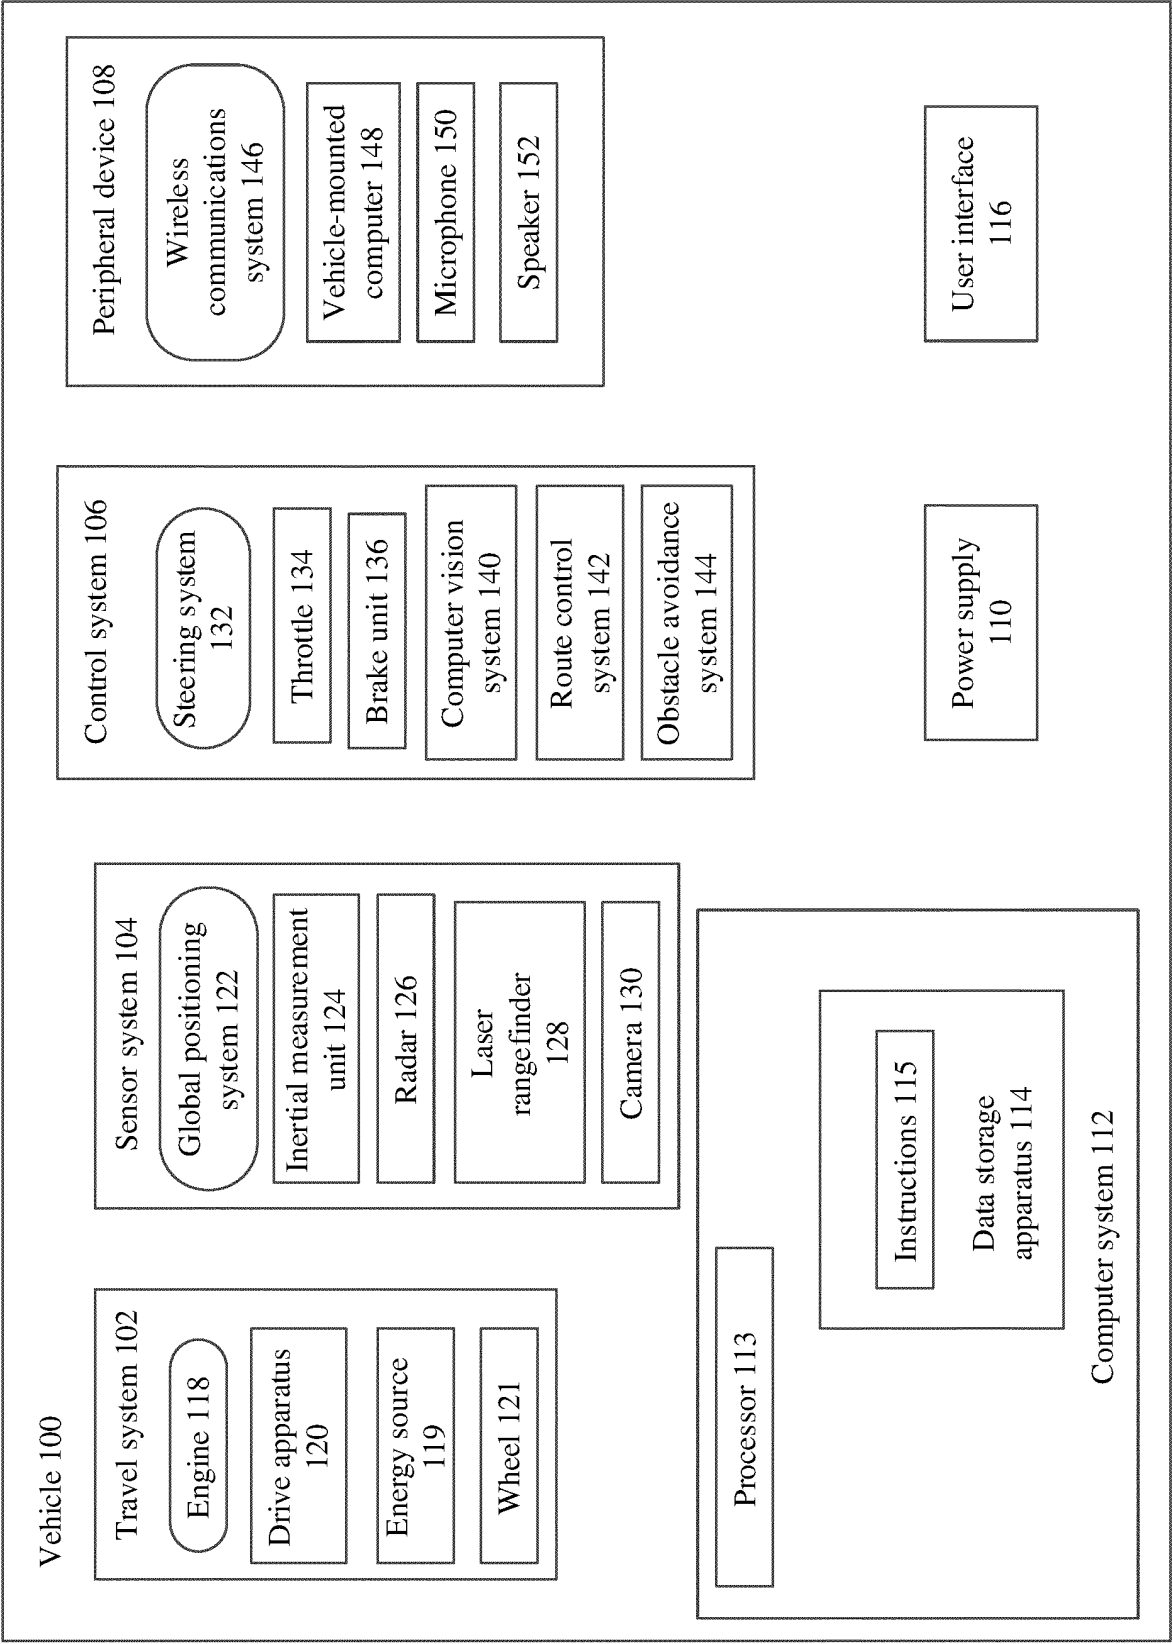 Vehicle 100
Travel system 102
Engine 118
Drive apparatus
120
Energy source
119
Wheel 121
Sensor system 104
Global positioning
system 122
Inertial measurement
unit 124
Radar 126
Laser
rangefinder
128
Camera 130
Control system 106
Steering system
132
Throttle 134
Brake unit 136
Computer vision
system 140
Route control
system 142
Obstacle avoidance
system 144
Peripheral device 108
Wireless
communications
system 146
Vehicle-mounted
computer 148
Microphone 150
Speaker 152
Processor 113
Instructions 115
Data storage
apparatus 114
Computer system 112
Power supply
110
User interface
116